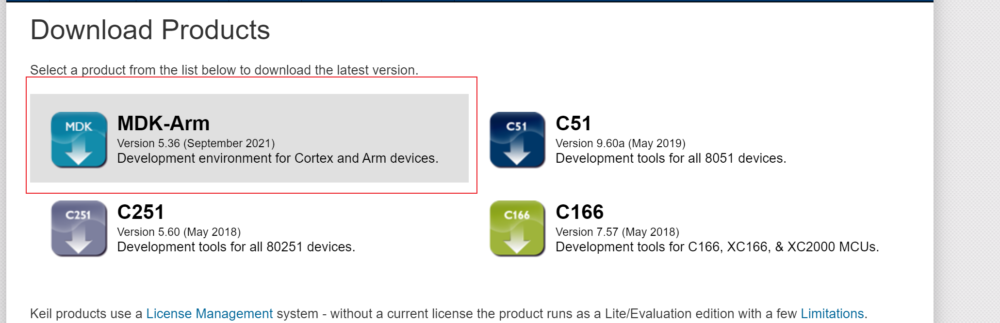 Download Products
Select a product from the list below to download the latest version.
MDK
MDK-Arm
Version 5.36 (September 2021)
Development environment for Cortex and Arm devices.
C51
C51
Version 9.60a (May 2019)
Development tools for all 8051 devices.
C251
C251
Version 5.60 (May 2018)
Development tools for all 80251 devices.
C166
C166
Version 7.57 (May 2018)
Development tools for C166, XC166, & XC2000 MCUs.
Keil products use a License Management system - without a current license the product runs as a Lite/Evaluation edition with a few Limitations.